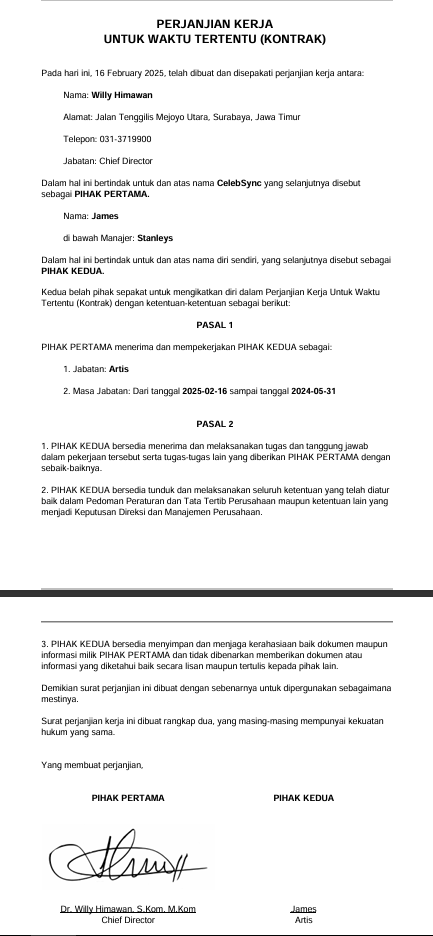 PERJANJIAN KERJA
UNTUK WAKTU TERTENTU (KONTRAK)
Pada hari ini, 16 February 2025, telah dibuat dan disepakati perjanjian kerja antara:
Nama: Willy Himawan
Alamat: Jalan Tenggilis Mejoyo Utara, Surabaya, Jawa Timur
Telepon: 031-3719900
Jabatan: Chief Director
Dalam hal ini bertindak untuk dan atas nama CelebSync yang selanjutnya disebut
sebagai PIHAK PERTAMA.
Nama: James
di bawah Manajer: Stanleys
Dalam hal ini bertindak untuk dan atas nama diri sendiri, yang selanjutnya disebut sebagai
PIHAK KEDUA.
Kedua belah pihak sepakat untuk mengikatkan diri dalam Perjanjian Kerja Untuk Waktu
Tertentu (Kontrak) dengan ketentuan-ketentuan sebagai berikut:
PASAL 1
PIHAK PERTAMA menerima dan mempekerjakan PIHAK KEDUA sebagai:
1. Jabatan: Artis
2. Masa Jabatan: Dari tanggal 2025-02-16 sampai tanggal 2024-05-31
PASAL 2
1. PIHAK KEDUA bersedia menerima dan melaksanakan tugas dan tanggung jawab
dalam pekerjaan tersebut serta tugas-tugas lain yang diberikan PIHAK PERTAMA dengan
sebaik-baiknya.
2. PIHAK KEDUA bersedia tunduk dan melaksanakan seluruh ketentuan yang telah diatur
baik dalam Pedoman Peraturan dan Tata Tertib Perusahaan maupun ketentuan lain yang
menjadi Keputusan Direksi dan Manajemen Perusahaan.
3. PIHAK KEDUA bersedia menyimpan dan menjaga kerahasiaan baik dokumen maupun
informasi milik PIHAK PERTAMA dan tidak dibenarkan memberikan dokumen atau
informasi yang diketahui baik secara lisan maupun tertulis kepada pihak lain.
Demikian surat perjanjian ini dibuat dengan sebenarnya untuk dipergunakan sebagaimana
mestinya.
Surat perjanjian kerja ini dibuat rangkap dua, yang masing-masing mempunyai kekuatan
hukum yang sama.
Yang membuat perjanjian,
PIHAK PERTAMA PIHAK KEDUA
Dr. Willy Himawan, S.Kom, M.Kom James
Chief Director Artis